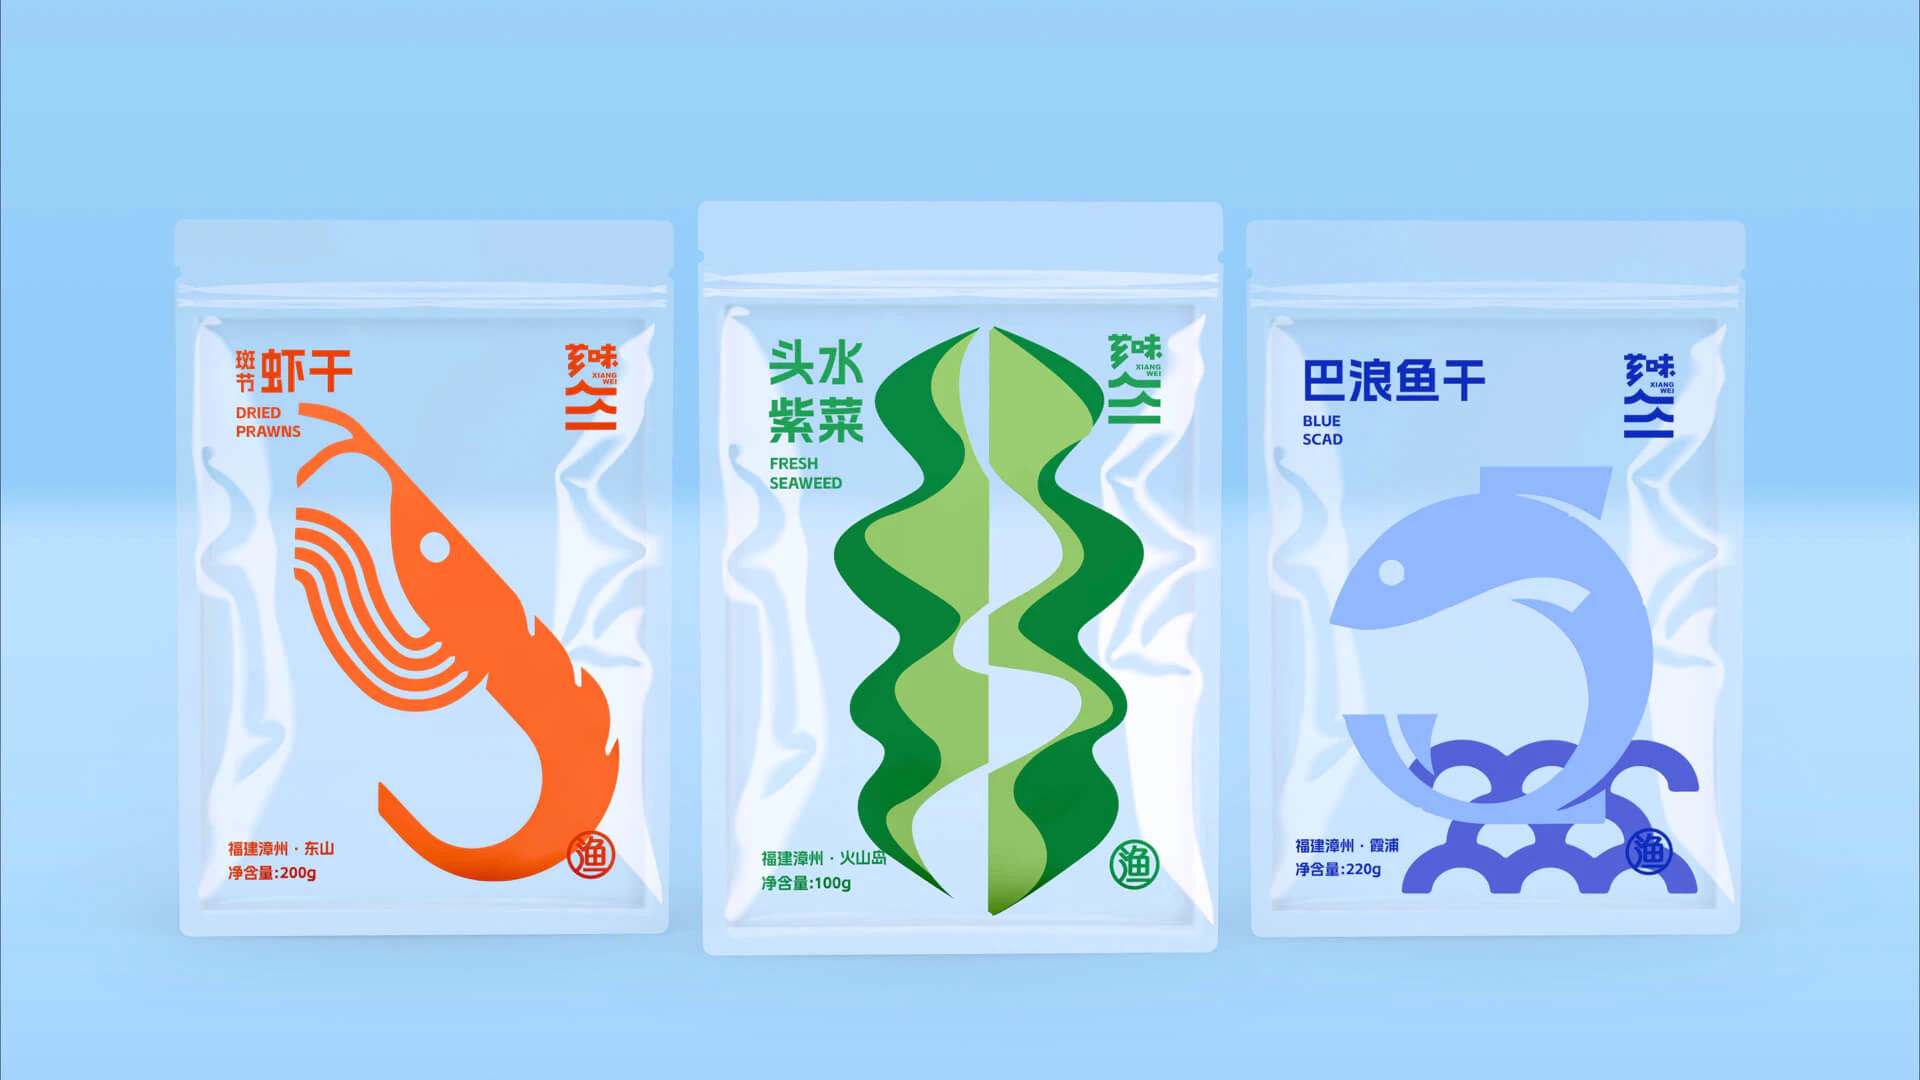 斑节
虾干
DRIED
PRAWNS
芗味
XIANG
WEI
福建漳州 · 东山
净含量:200g
渔
头水
紫菜
FRESH
SEAWEED
芗味
XIANG
WEI
福建漳州 · 火山岛
净含量:100g
渔
巴浪鱼干
BLUE
SCAD
芗味
XIANG
WEI
福建漳州 · 霞浦
净含量:220g
渔